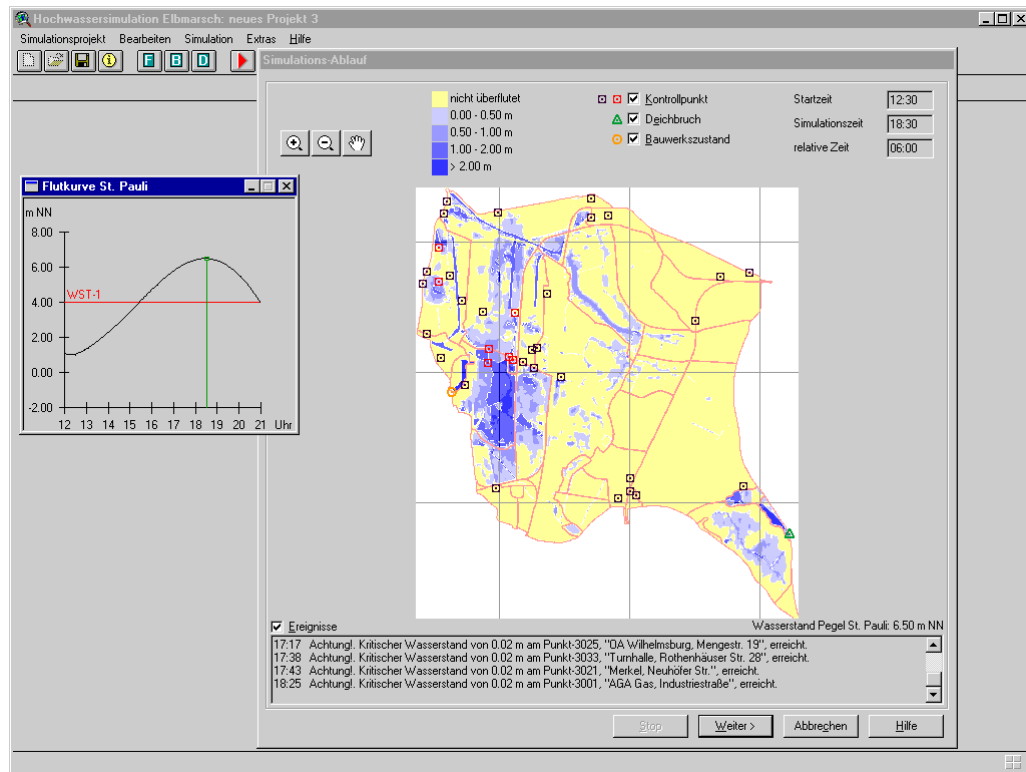 Hochwassersimulation Elbmarsch: neues Projekt 3
Simulationsprojekt Bearbeiten Simulation Extras Hilfe
F B D
Simulations-Ablauf
nicht überflutet
0.00 - 0.50 m
0.50 - 1.00 m
1.00 - 2.00 m
> 2.00 m
Kontrollpunkt
Deichbruch
Bauwerkszustand
Startzeit 12:30
Simulationszeit 18:30
relative Zeit 06:00
Flutkurve St. Pauli
m NN
8.00
6.00
4.00
2.00
0.00
-2.00
WST-1
12 13 14 15 16 17 18 19 20 21 Uhr
Ereignisse
Wasserstand Pegel St. Pauli: 6.50 m NN
17:17 Achtung!. Kritischer Wasserstand von 0.02 m am Punkt-3025, "OA Wilhelmsburg, Mengestr. 19", erreicht.
17:38 Achtung!. Kritischer Wasserstand von 0.02 m am Punkt-3033, "Turnhalle, Rothenhäuser Str. 28", erreicht.
17:43 Achtung!. Kritischer Wasserstand von 0.02 m am Punkt-3021, "Merkel, Neuhöfer Str.", erreicht.
18:25 Achtung!. Kritischer Wasserstand von 0.02 m am Punkt-3001, "AGA Gas, Industriestraße", erreicht.
Stop Weiter > Abbrechen Hilfe